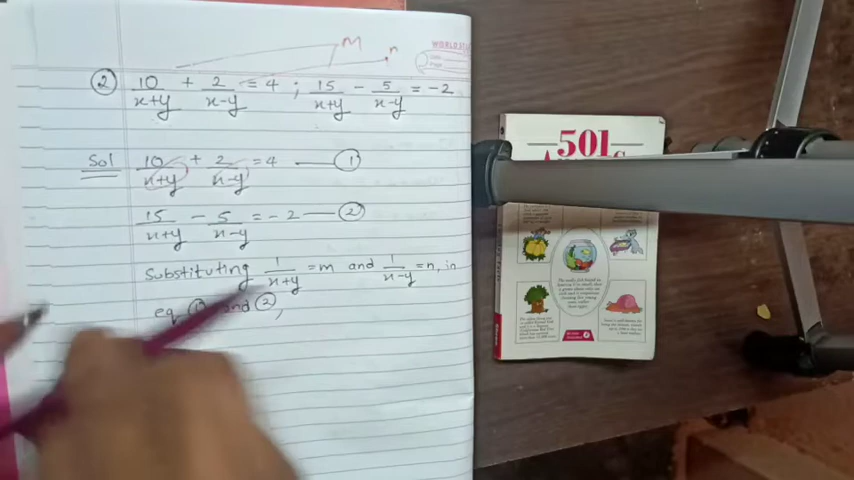 m
n
WORLDST
② 10/x+y + 2/x-y = 4 ; 15/x+y - 5/x-y = -2
Sol 10/x+y + 2/x-y = 4 —— ①
15/x+y - 5/x-y = -2 —— ②
Substituting 1/x+y = m and 1/x-y = n, in
eq ① and ②,
501